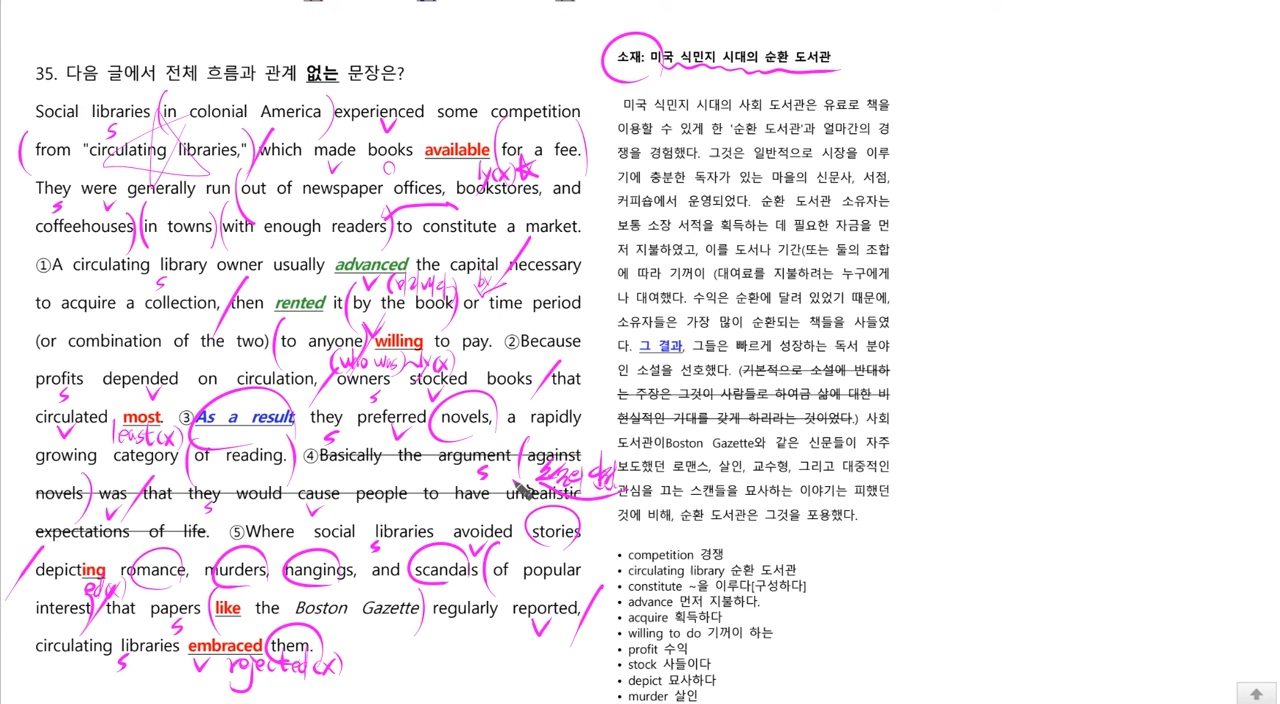 35. 다음 글에서 전체 흐름과 관계 없는 문장은?
Social libraries in colonial America experienced some competition
from "circulating libraries," which made books available for a fee.
They were generally run out of newspaper offices, bookstores, and
coffeehouses in towns with enough readers to constitute a market.
①A circulating library owner usually advanced the capital necessary
to acquire a collection, then rented it by the book or time period
(or combination of the two) to anyone willing to pay. ②Because
profits depended on circulation, owners stocked books that
circulated most. ③As a result, they preferred novels, a rapidly
growing category of reading. ④Basically the argument against
novels was that they would cause people to have unrealistic
expectations of life. ⑤Where social libraries avoided stories
depicting romance, murders, hangings, and scandals of popular
interest that papers like the Boston Gazette regularly reported,
circulating libraries embraced them.
s
v
s
v
o
ly(x)
s
v
s
v
by
(who was)
ly(x)
s
v
s
v
v
least(x)
s
v
s
v
s
v
s
v
ed(x)
s
v
s
v
rejected(x)
소재: 미국 식민지 시대의 순환 도서관
미국 식민지 시대의 사회 도서관은 유료로 책을
이용할 수 있게 한 '순환 도서관'과 얼마간의 경
쟁을 경험했다. 그것은 일반적으로 시장을 이루
기에 충분한 독자가 있는 마을의 신문사, 서점,
커피숍에서 운영되었다. 순환 도서관 소유자는
보통 소장 서적을 획득하는 데 필요한 자금을 먼
저 지불하였고, 이를 도서나 기간(또는 둘의 조합
에 따라 기꺼이 (대여료를 지불하려는 누구에게
나 대여했다. 수익은 순환에 달려 있었기 때문에,
소유자들은 가장 많이 순환되는 책들을 사들였
다. 그 결과, 그들은 빠르게 성장하는 독서 분야
인 소설을 선호했다. (기본적으로 소설에 반대하
는 주장은 그것이 사람들로 하여금 삶에 대한 비
현실적인 기대를 갖게 하리라는 것이었다.) 사회
도서관이Boston Gazette와 같은 신문들이 자주
보도했던 로맨스, 살인, 교수형, 그리고 대중적인
관심을 끄는 스캔들을 묘사하는 이야기는 피했던
것에 비해, 순환 도서관은 그것을 포용했다.
• competition 경쟁
• circulating library 순환 도서관
• constitute ~을 이루다[구성하다]
• advance 먼저 지불하다.
• acquire 획득하다
• willing to do 기꺼이 하는
• profit 수익
• stock 사들이다
• depict 묘사하다
• murder 살인